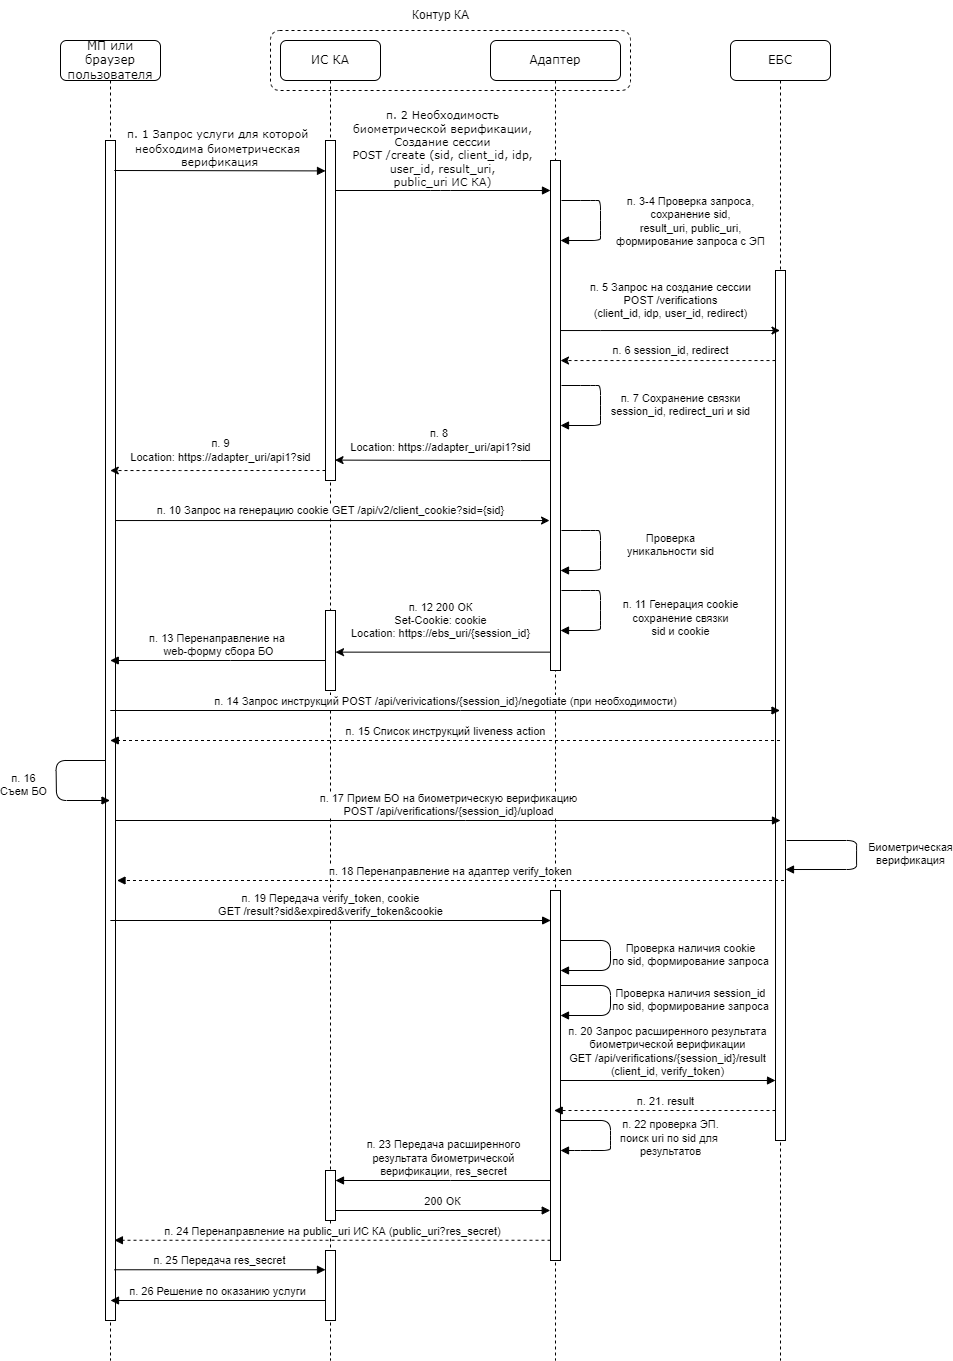 Контур КА
МП или
браузер
пользователя
ИС КА
Адаптер
ЕБС
п. 1 Запрос услуги для которой
необходима биометрическая
верификация
п. 2 Необходимость
биометрической верификации,
Создание сессии
POST /create (sid, client_id, idp,
user_id, result_uri,
public_uri ИС КА)
п. 3-4 Проверка запроса,
сохранение sid,
result_uri, public_uri,
формирование запроса с ЭП
п. 5 Запрос на создание сессии
POST /verifications
(client_id, idp, user_id, redirect)
п. 6 session_id, redirect
п. 7 Сохранение связки
session_id, redirect_uri и sid
п. 8
Location: https://adapter_uri/api1?sid
п. 9
Location: https://adapter_uri/api1?sid
п. 10 Запрос на генерацию cookie GET /api/v2/client_cookie?sid={sid}
Проверка
уникальности sid
п. 11 Генерация cookie
сохранение связки
sid и cookie
п. 12 200 ОК
Set-Cookie: cookie
Location: https://ebs_uri/{session_id}
п. 13 Перенаправление на
web-форму сбора БО
п. 14 Запрос инструкций POST /api/verivications/{session_id}/negotiate (при необходимости)
п. 15 Список инструкций liveness action
п. 16
Съем БО
п. 17 Прием БО на биометрическую верификацию
POST /api/verifications/{session_id}/upload
Биометрическая
верификация
п. 18 Перенаправление на адаптер verify_token
п. 19 Передача verify_token, cookie
GET /result?sid&expired&verify_token&cookie
Проверка наличия cookie
по sid, формирование запроса
Проверка наличия session_id
по sid, формирование запроса
п. 20 Запрос расширенного результата
биометрической верификации
GET /api/verifications/{session_id}/result
(client_id, verify_token)
п. 21. result
п. 22 проверка ЭП.
поиск uri по sid для
результатов
п. 23 Передача расширенного
результата биометрической
верификации, res_secret
200 ОК
п. 24 Перенаправление на public_uri ИС КА (public_uri?res_secret)
п. 25 Передача res_secret
п. 26 Решение по оказанию услуги